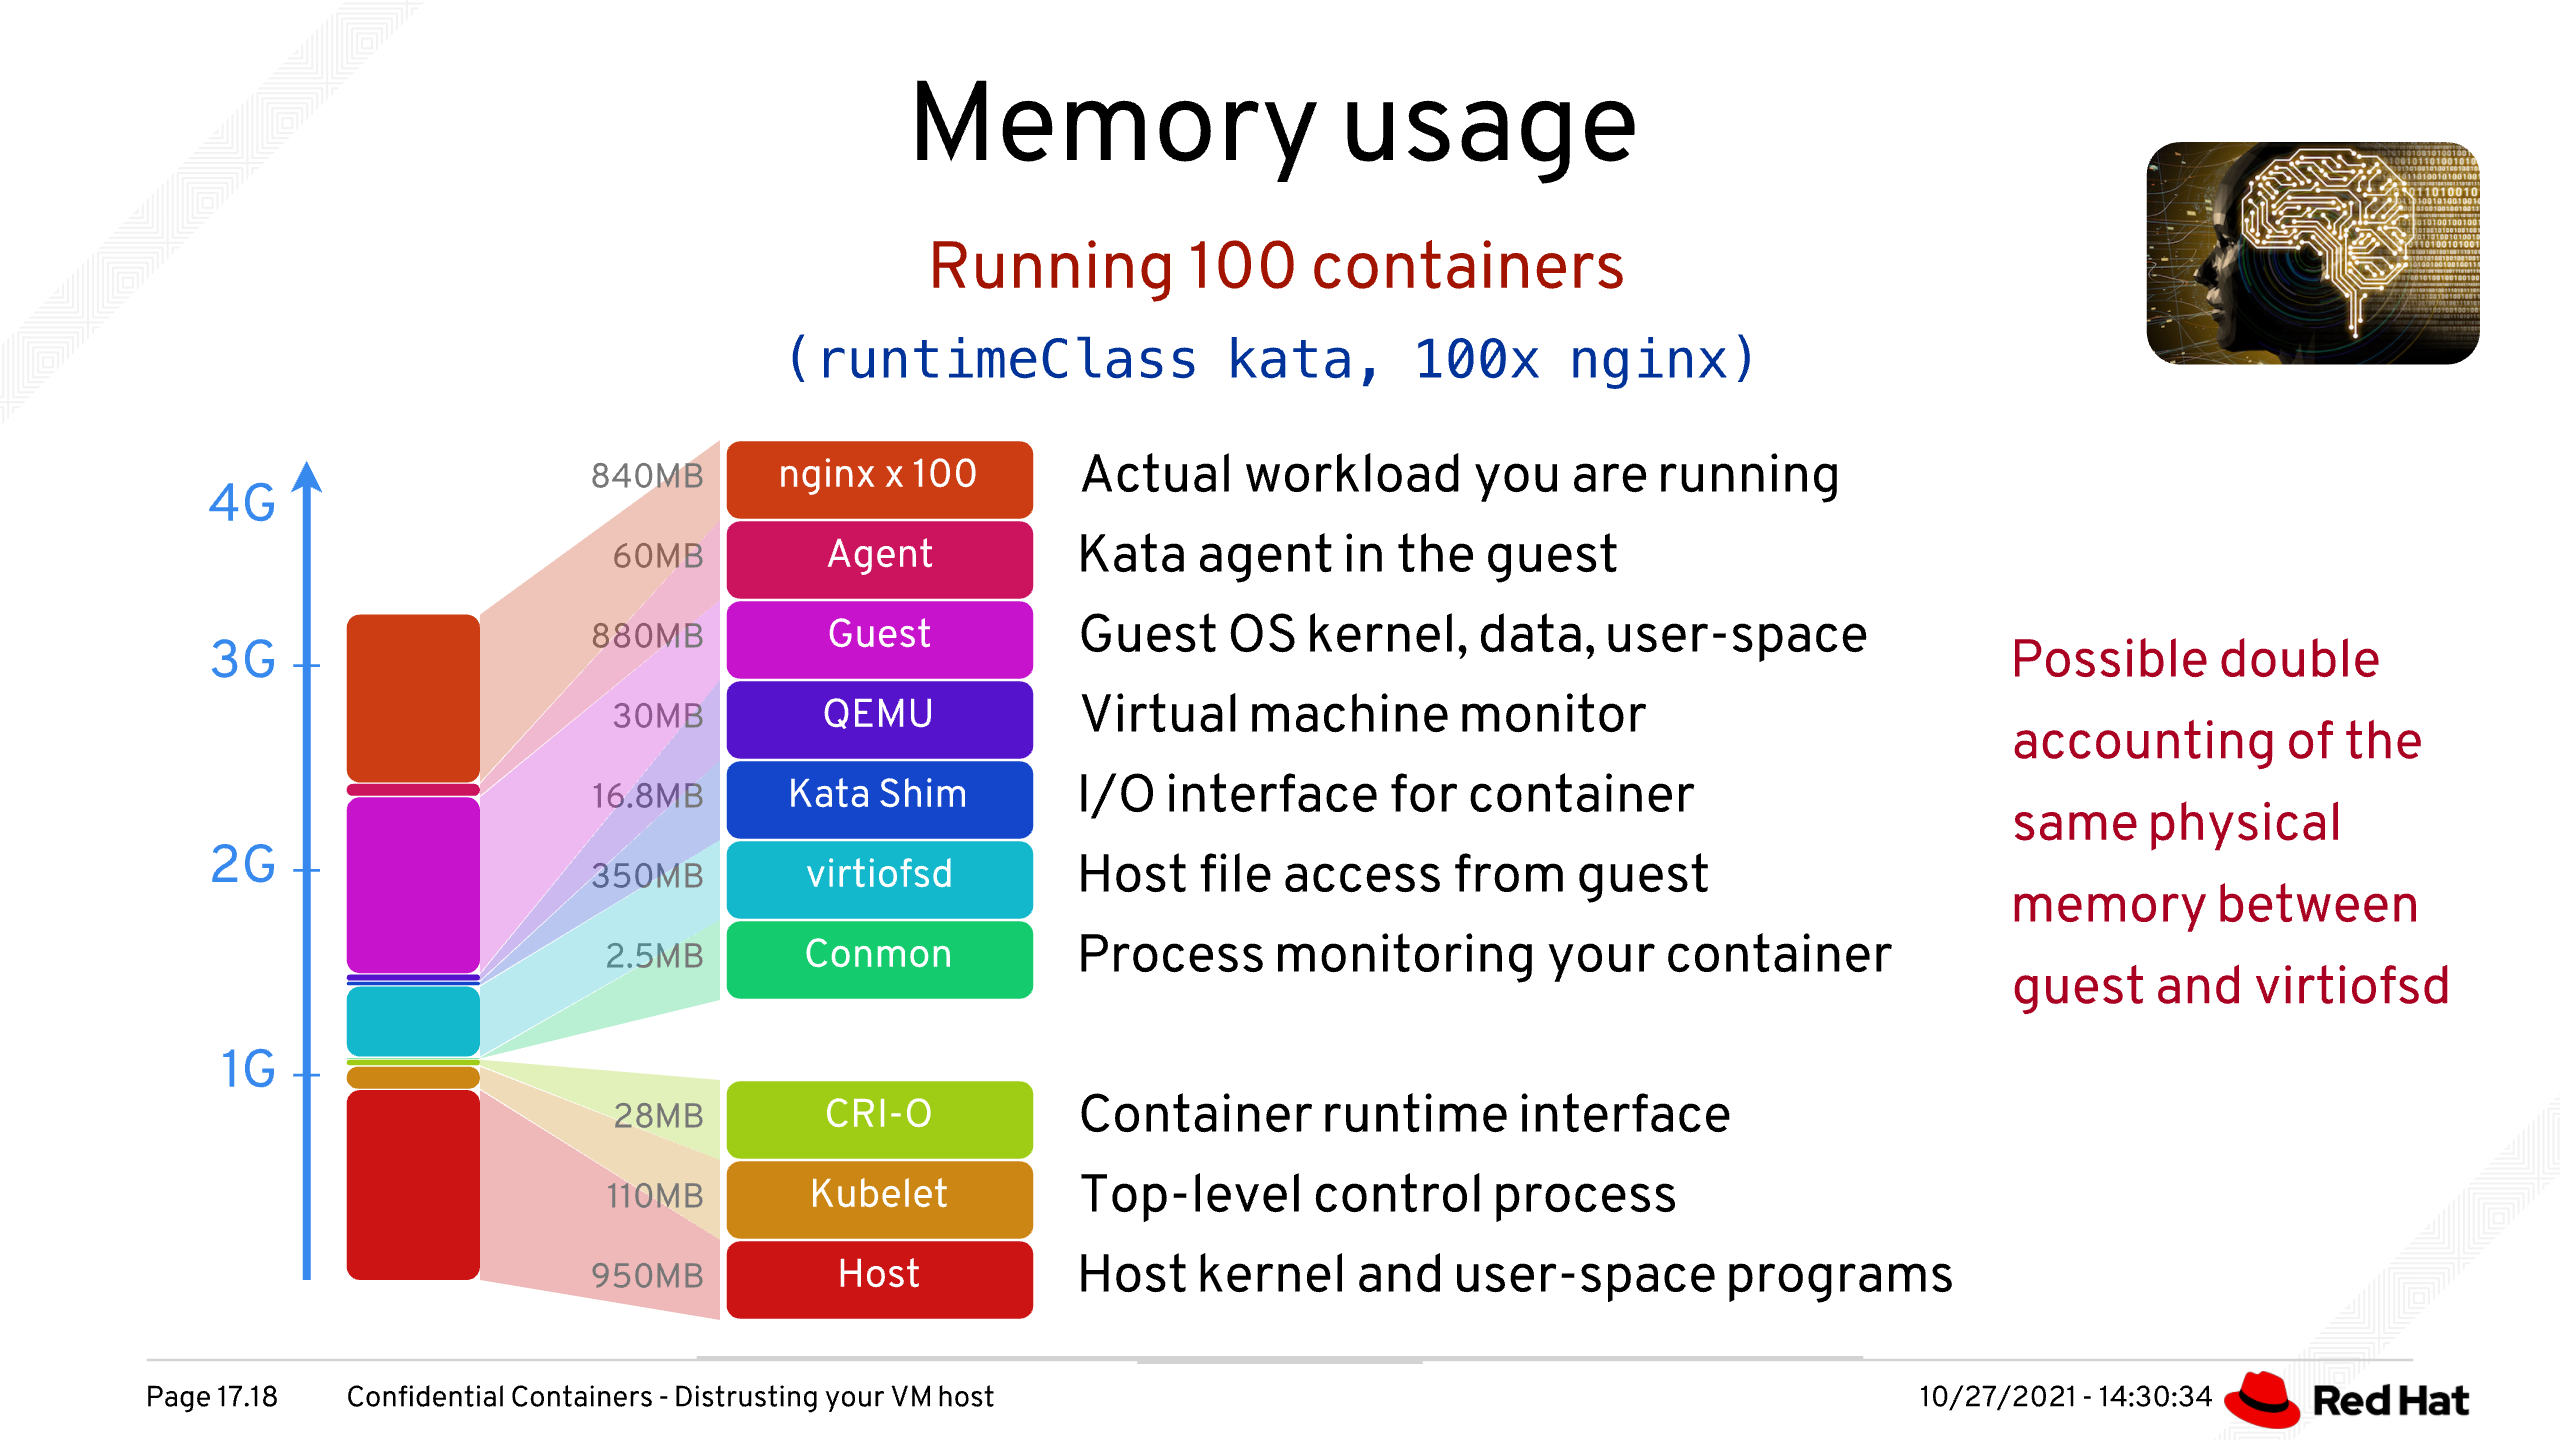 Memory usage
Running 100 containers
(runtimeClass kata, 100x nginx)
4G
3G
2G
1G
840MB nginx x 100 Actual workload you are running
60MB Agent Kata agent in the guest
880MB Guest Guest OS kernel, data, user-space
30MB QEMU Virtual machine monitor
16.8MB Kata Shim I/O interface for container
350MB virtiofsd Host file access from guest
2.5MB Conmon Process monitoring your container
28MB CRI-O Container runtime interface
110MB Kubelet Top-level control process
950MB Host Host kernel and user-space programs
Possible double
accounting of the
same physical
memory between
guest and virtiofsd
Page 17.18 Confidential Containers - Distrusting your VM host 10/27/2021 - 14:30:34 Red Hat